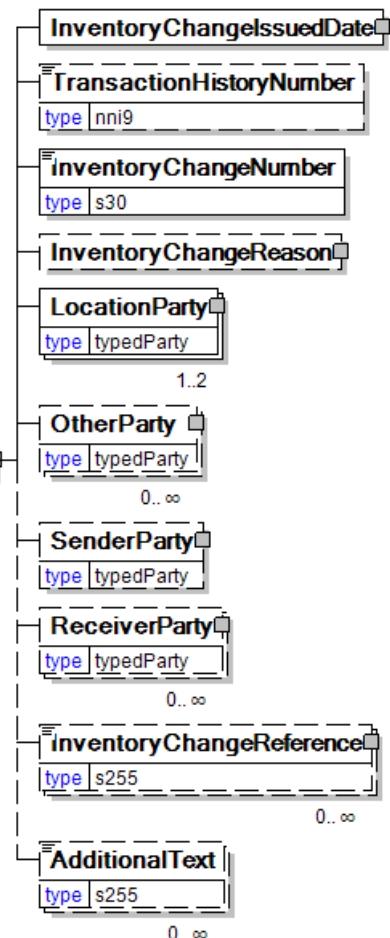 InventoryChangeIssuedDate
TransactionHistoryNumber
type nni9
InventoryChangeNumber
type s30
InventoryChangeReason
LocationParty
type typedParty
1..2
OtherParty
type typedParty
0.. ∞
SenderParty
type typedParty
ReceiverParty
type typedParty
0.. ∞
InventoryChangeReference
type s255
0.. ∞
AdditionalText
type s255
0.. ∞